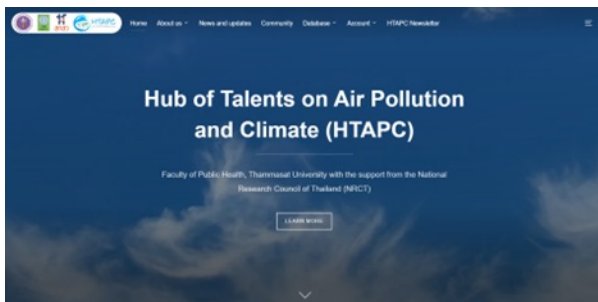 HTAPC
Home About us News and updates Community Database Account HTAPC Newsletter
Hub of Talents on Air Pollution
and Climate (HTAPC)
Faculty of Public Health, Thammasat University with the support from the National
Research Council of Thailand (NRCT)
LEARN MORE